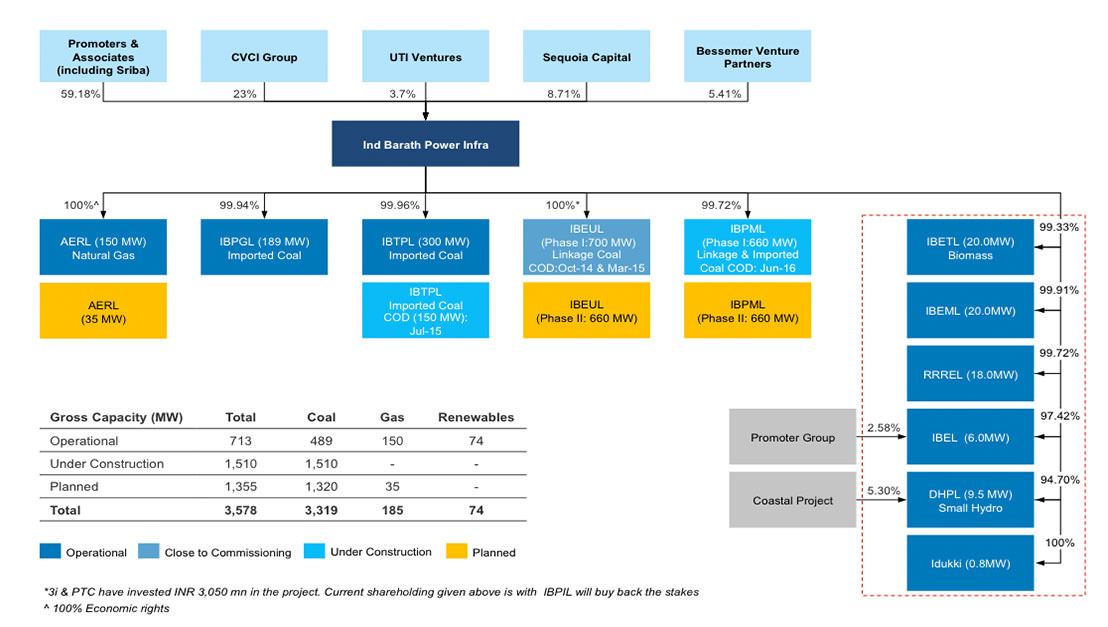 Promoters &
Associates
(including Sriba)
CVCI Group
UTI Ventures
Sequoia Capital
Bessemer Venture
Partners
59.18%
23%
3.7%
8.71%
5.41%
Ind Barath Power Infra
100%^
99.94%
99.96%
100%*
99.72%
AERL (150 MW)
Natural Gas
IBPGL (189 MW)
Imported Coal
IBTPL (300 MW)
Imported Coal
IBEUL
(Phase I:700 MW)
Linkage Coal
COD:Oct-14 & Mar-15
IBPML
(Phase I:660 MW)
Linkage & Imported
Coal COD: Jun-16
AERL
(35 MW)
IBTPL
Imported Coal
COD (150 MW):
Jul-15
IBEUL
(Phase II: 660 MW)
IBPML
(Phase II: 660 MW)
99.33%
IBETL (20.0MW)
Biomass
99.91%
IBEML (20.0MW)
99.72%
RRREL (18.0MW)
97.42%
Promoter Group
2.58%
IBEL (6.0MW)
94.70%
Coastal Project
5.30%
DHPL (9.5 MW)
Small Hydro
100%
Idukki (0.8MW)
Gross Capacity (MW) Total Coal Gas Renewables
Operational 713 489 150 74
Under Construction 1,510 1,510 - -
Planned 1,355 1,320 35 -
Total 3,578 3,319 185 74
Operational Close to Commissioning Under Construction Planned
*3i & PTC have invested INR 3,050 mn in the project. Current shareholding given above is with IBPIL will buy back the stakes
^ 100% Economic rights